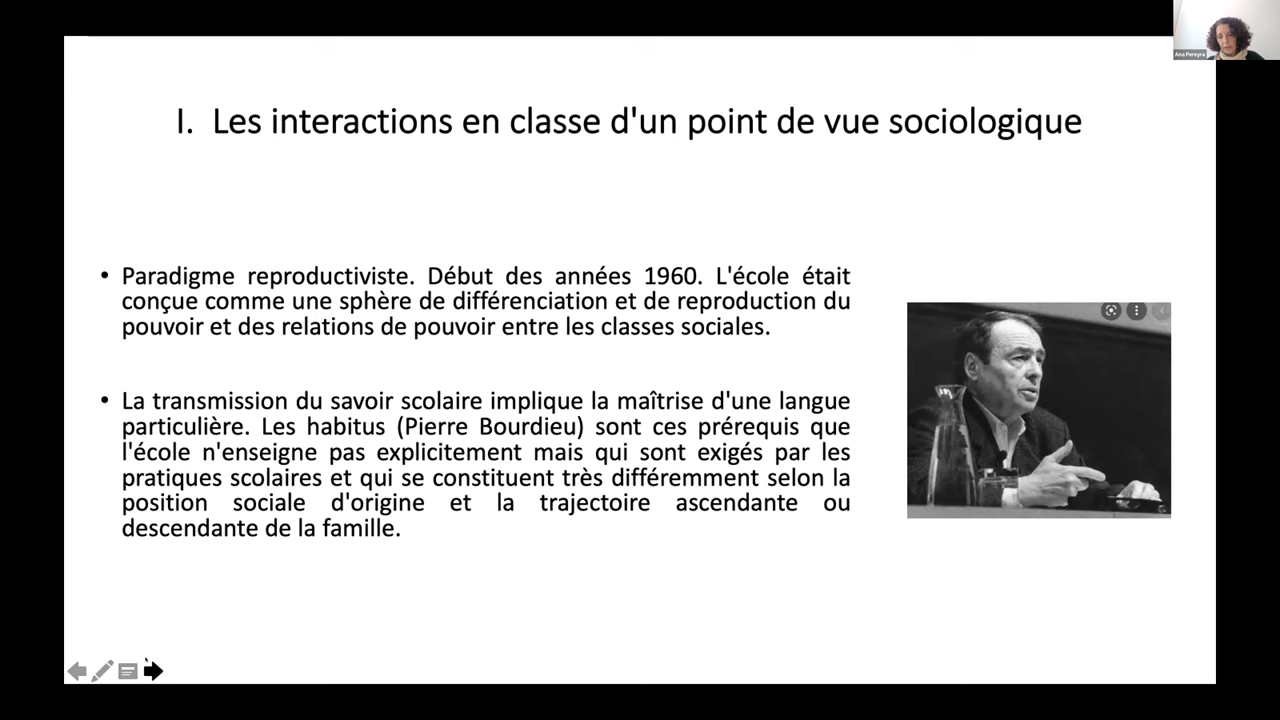 Ana Pereyra
I. Les interactions en classe d'un point de vue sociologique
• Paradigme reproductiviste. Début des années 1960. L'école était
conçue comme une sphère de différenciation et de reproduction du
pouvoir et des relations de pouvoir entre les classes sociales.
• La transmission du savoir scolaire implique la maîtrise d'une langue
particulière. Les habitus (Pierre Bourdieu) sont ces prérequis que
l'école n'enseigne pas explicitement mais qui sont exigés par les
pratiques scolaires et qui se constituent très différemment selon la
position sociale d'origine et la trajectoire ascendante ou
descendante de la famille.